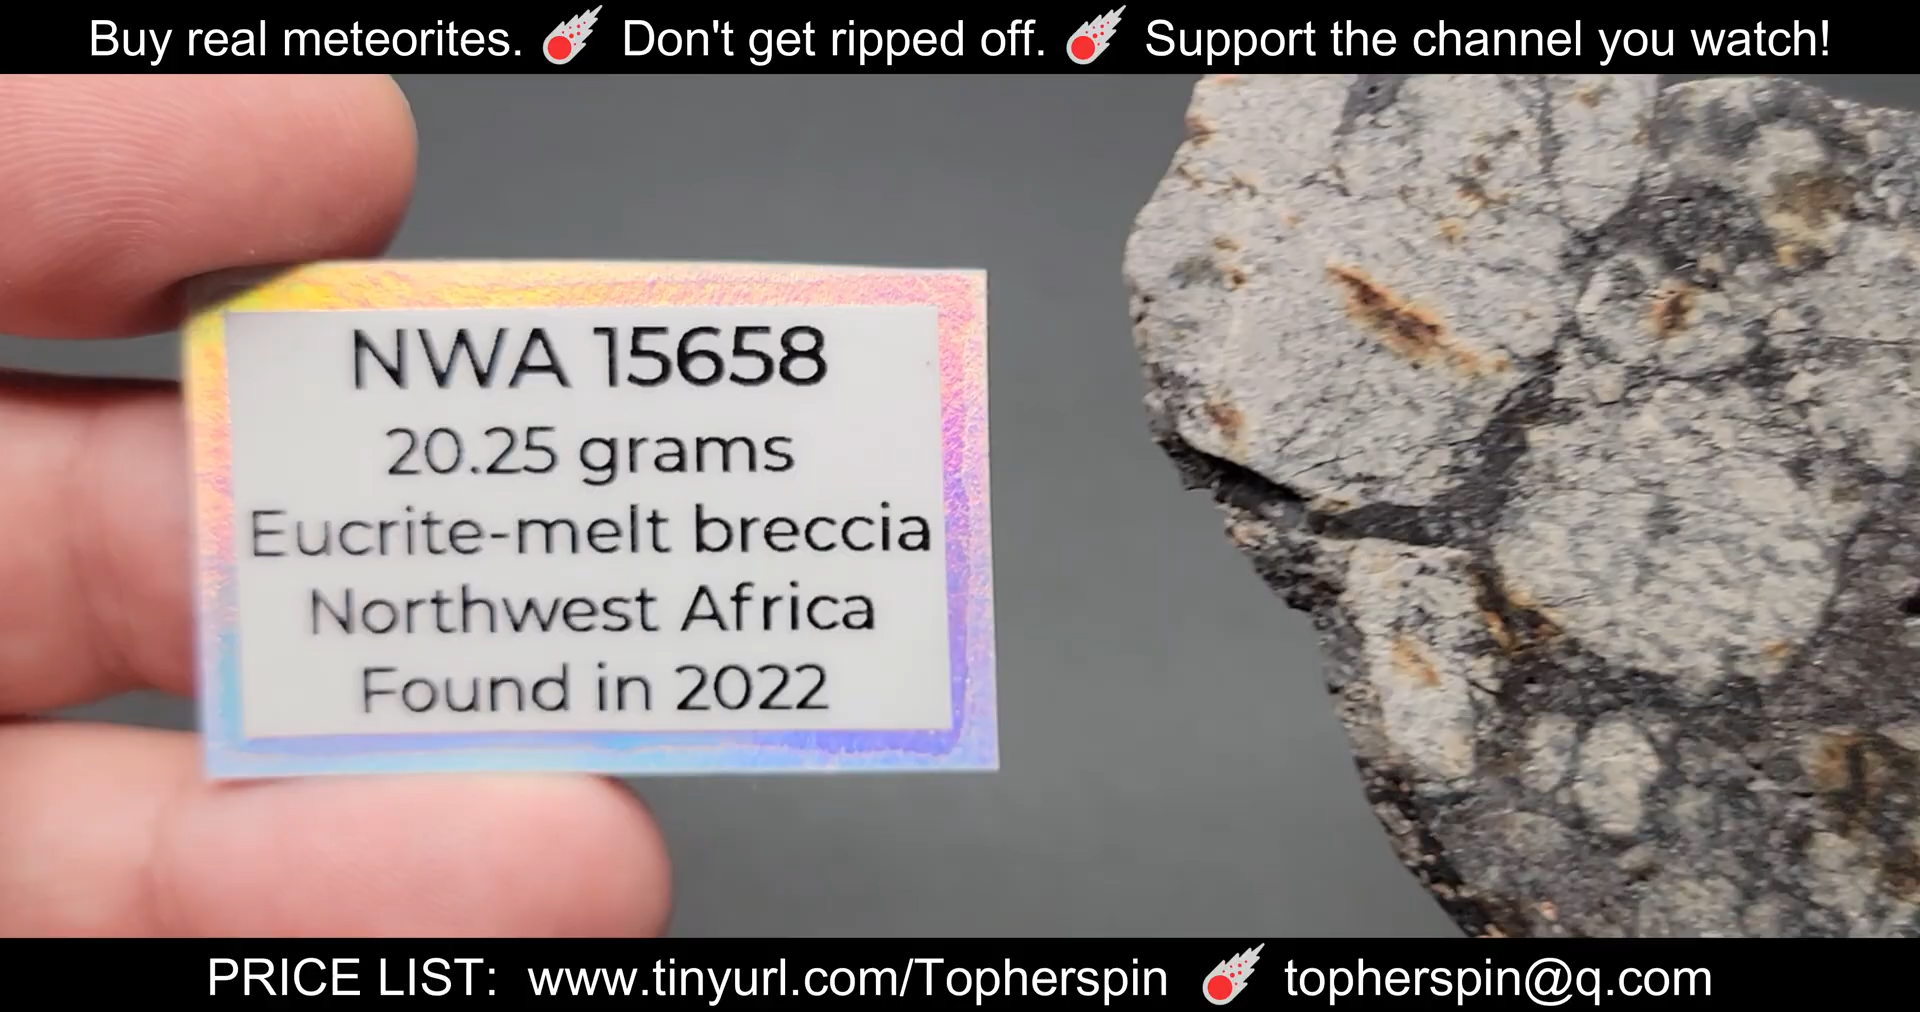 Buy real meteorites. Don't get ripped off. Support the channel you watch!
NWA 15658
20.25 grams
Eucrite-melt breccia
Northwest Africa
Found in 2022
PRICE LIST: www.tinyurl.com/Topherspin topherspin@q.com